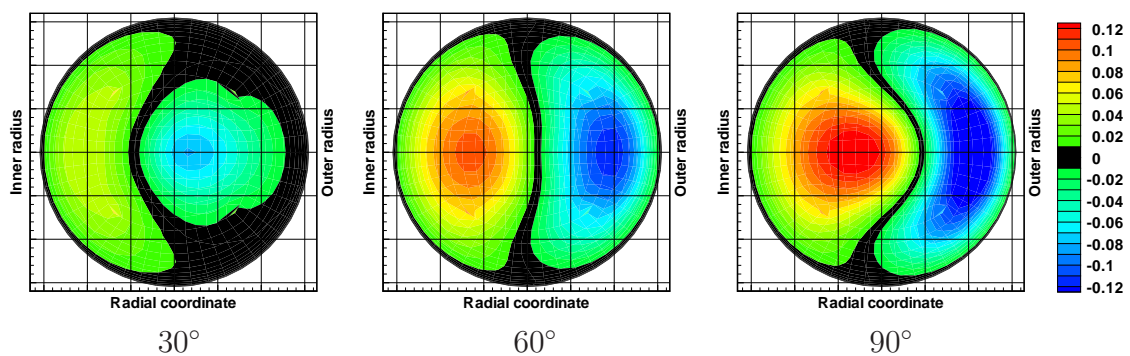 Inner radius
Outer radius
Radial coordinate
30°
Inner radius
Outer radius
Radial coordinate
60°
Inner radius
Outer radius
Radial coordinate
90°
0.12
0.1
0.08
0.06
0.04
0.02
0
-0.02
-0.04
-0.06
-0.08
-0.1
-0.12